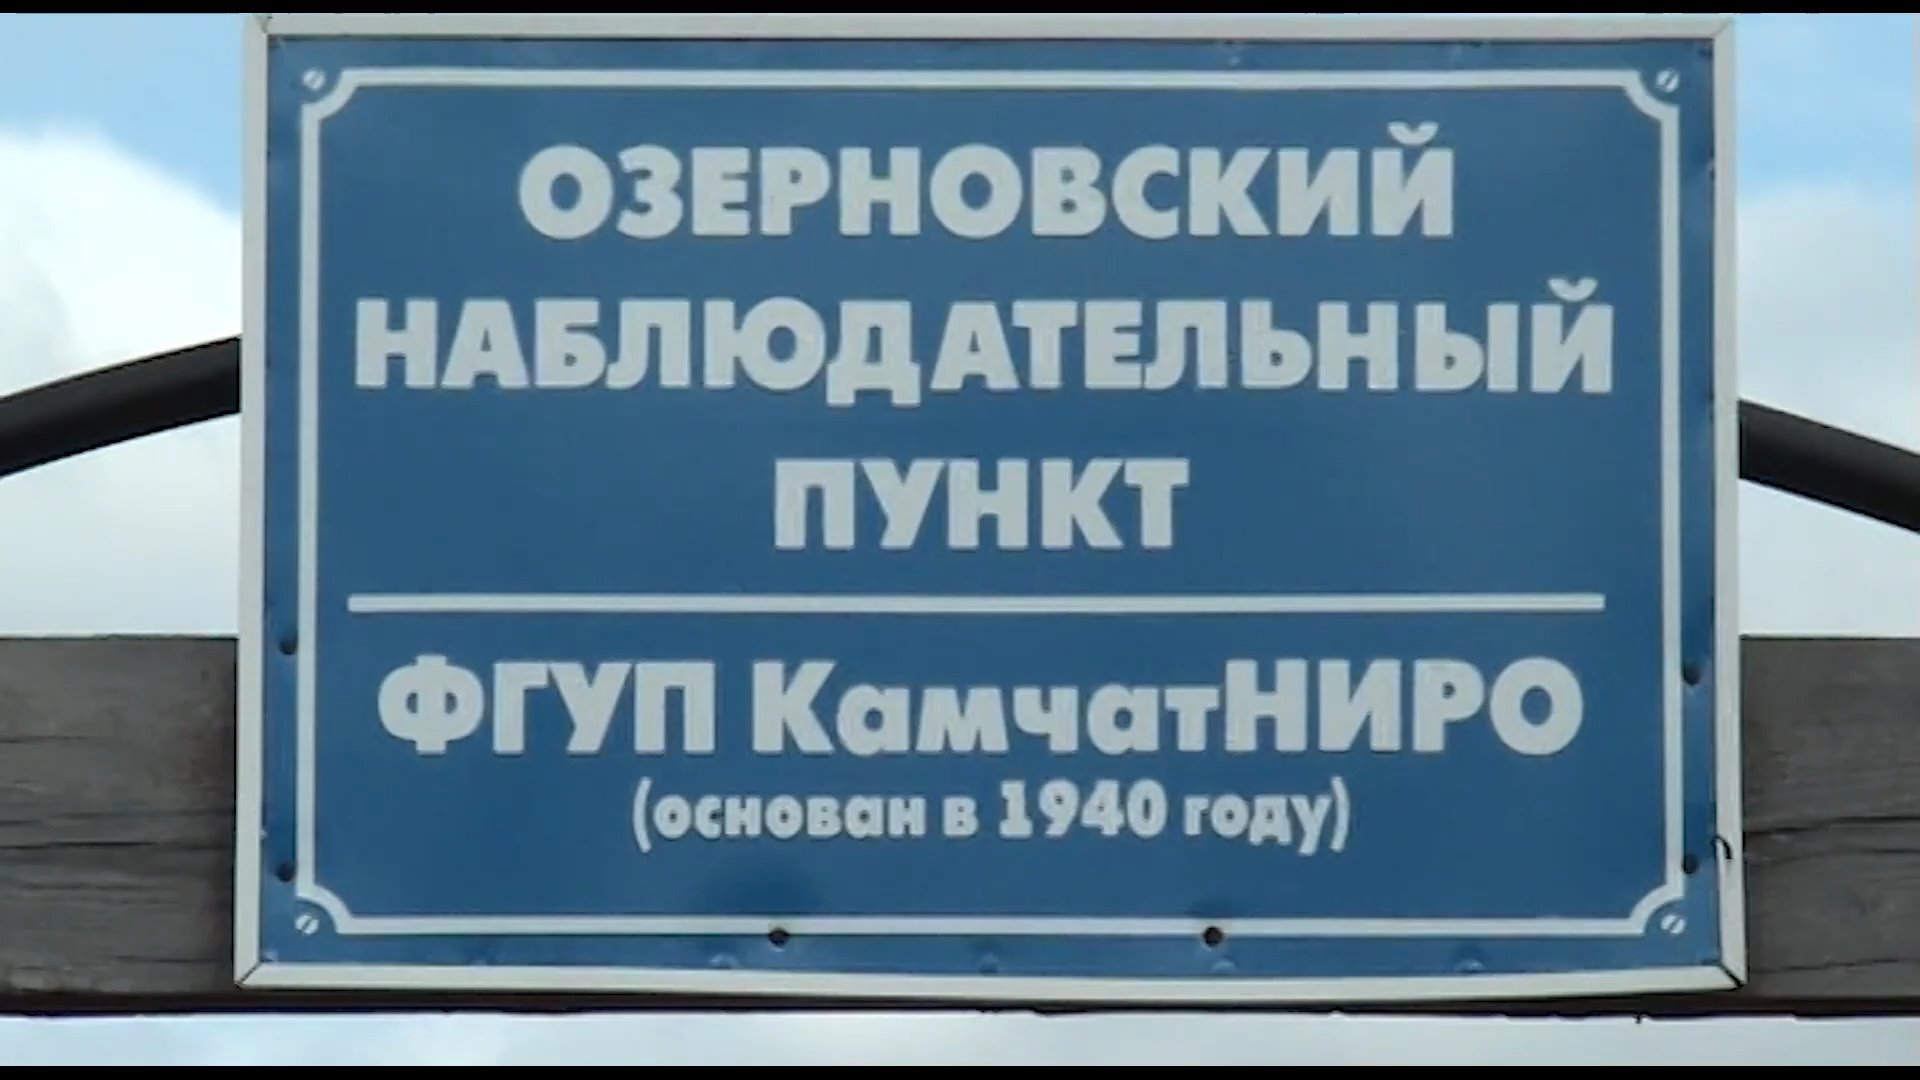 ОЗЕРНОВСКИЙ
НАБЛЮДАТЕЛЬНЫЙ
ПУНКТ
ФГУП КамчатНИРО
(основан в 1940 году)